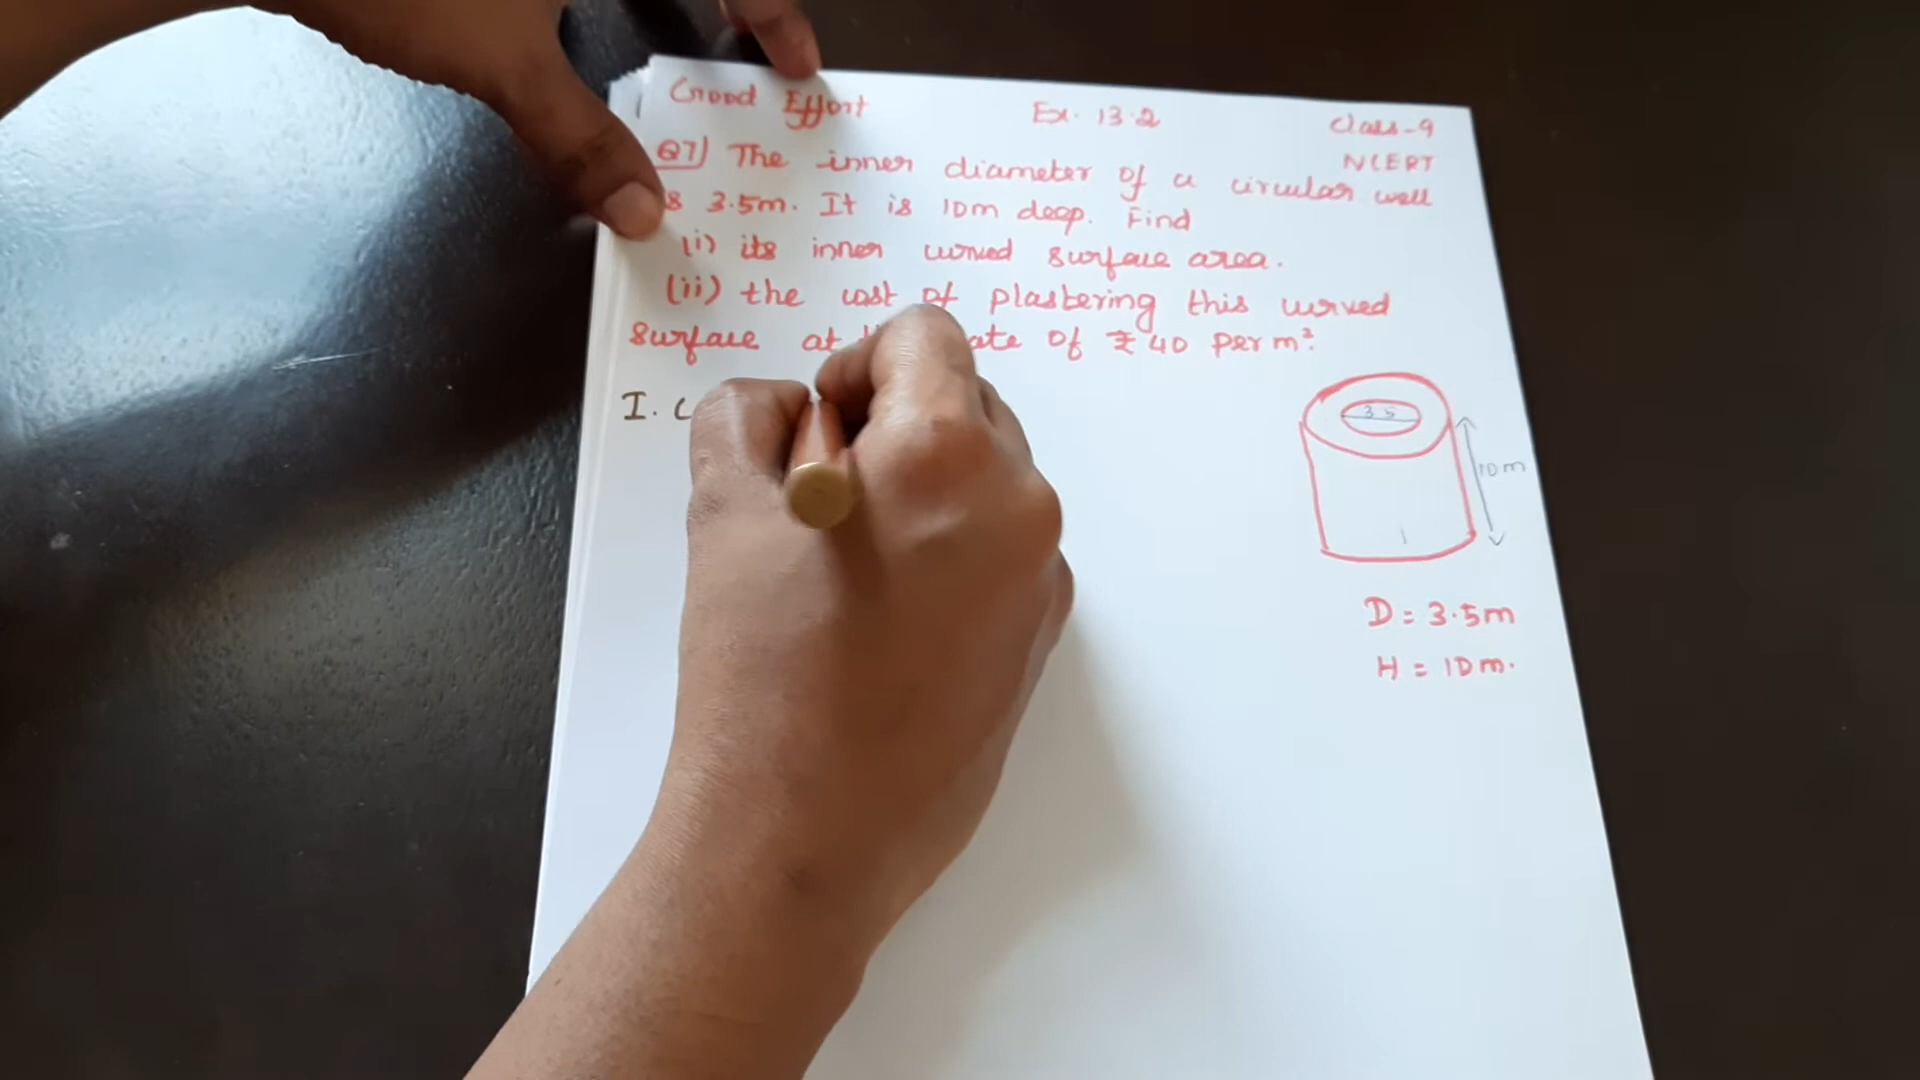 Good Effort Ex. 13.2 Class-9
NCERT
Q7) The inner diameter of a circular well
3.5m. It is 10m deep. Find
(i) its inner curved surface area.
(ii) the cost of plastering this curved
surface at of ₹40 per m².
3.5
10m
I. C
D = 3.5m
H = 10m.